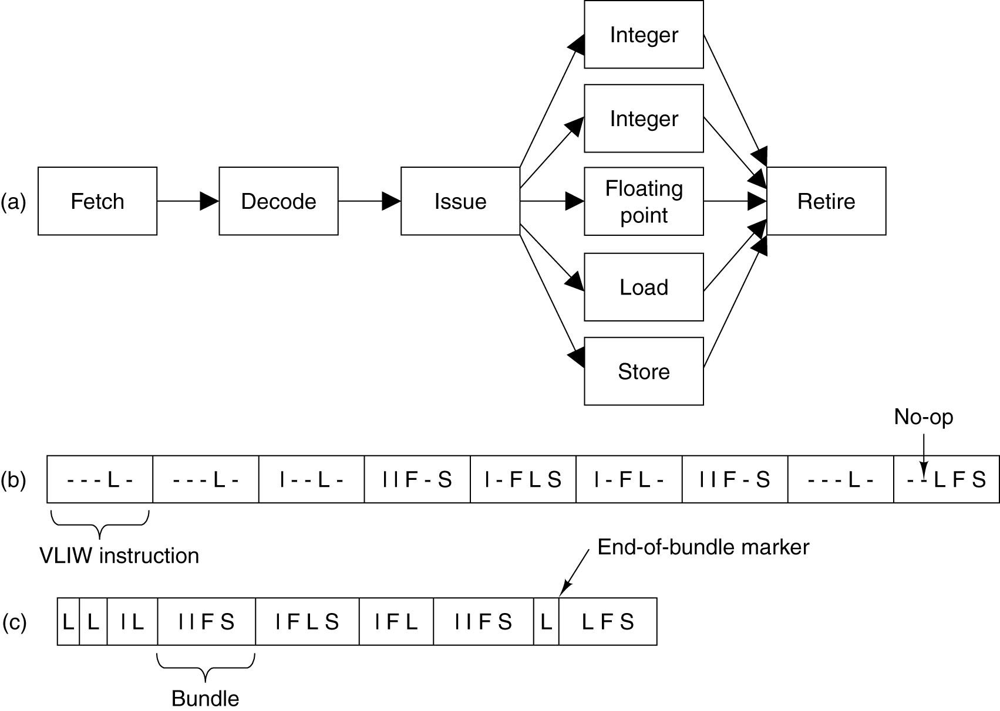 Integer
Integer
(a) Fetch Decode Issue Floating point Retire
Load
Store
No-op
(b) - - - L - - - - L - I - - L - I I F - S I - F L S I - F L - I I F - S - - - L - - - L F S
VLIW instruction
End-of-bundle marker
(c) L L I L I I F S I F L S I F L I I F S L L F S
Bundle